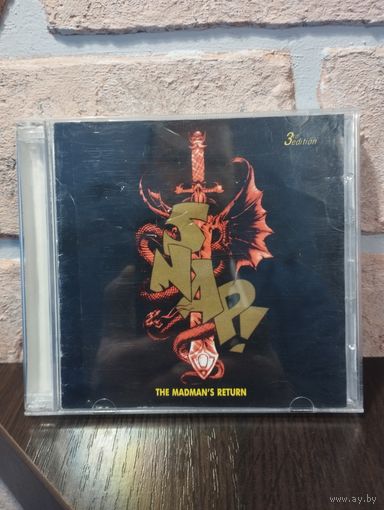 3rd edition
SNAP!
THE MADMAN'S RETURN
www.ay.by